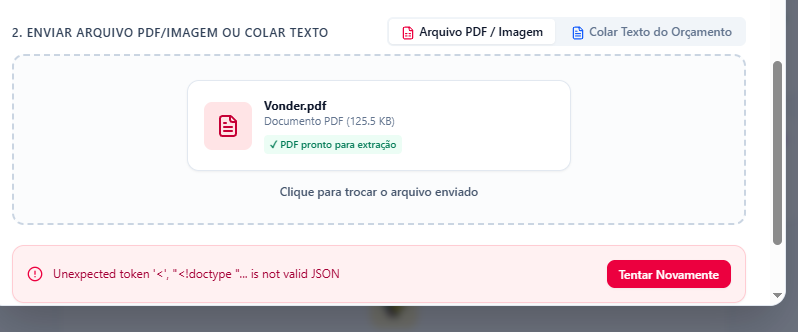 2. ENVIAR ARQUIVO PDF/IMAGEM OU COLAR TEXTO
Arquivo PDF / Imagem
Colar Texto do Orçamento
Vonder.pdf
Documento PDF (125.5 KB)
✓ PDF pronto para extração
Clique para trocar o arquivo enviado
Unexpected token '<', "<!doctype "... is not valid JSON
Tentar Novamente